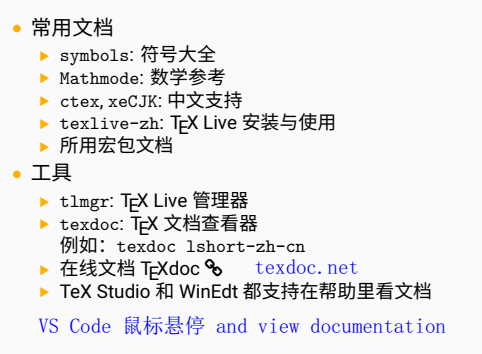 • 常用文档
▶ symbols: 符号大全
▶ Mathmode: 数学参考
▶ ctex, xeCJK: 中文支持
▶ texlive-zh: TEX Live 安装与使用
▶ 所用宏包文档
• 工具
▶ tlmgr: TEX Live 管理器
▶ texdoc: TEX 文档查看器
例如：texdoc lshort-zh-cn
▶ 在线文档 TEXdoc texdoc.net
▶ TeX Studio 和 WinEdt 都支持在帮助里看文档
VS Code 鼠标悬停 and view documentation